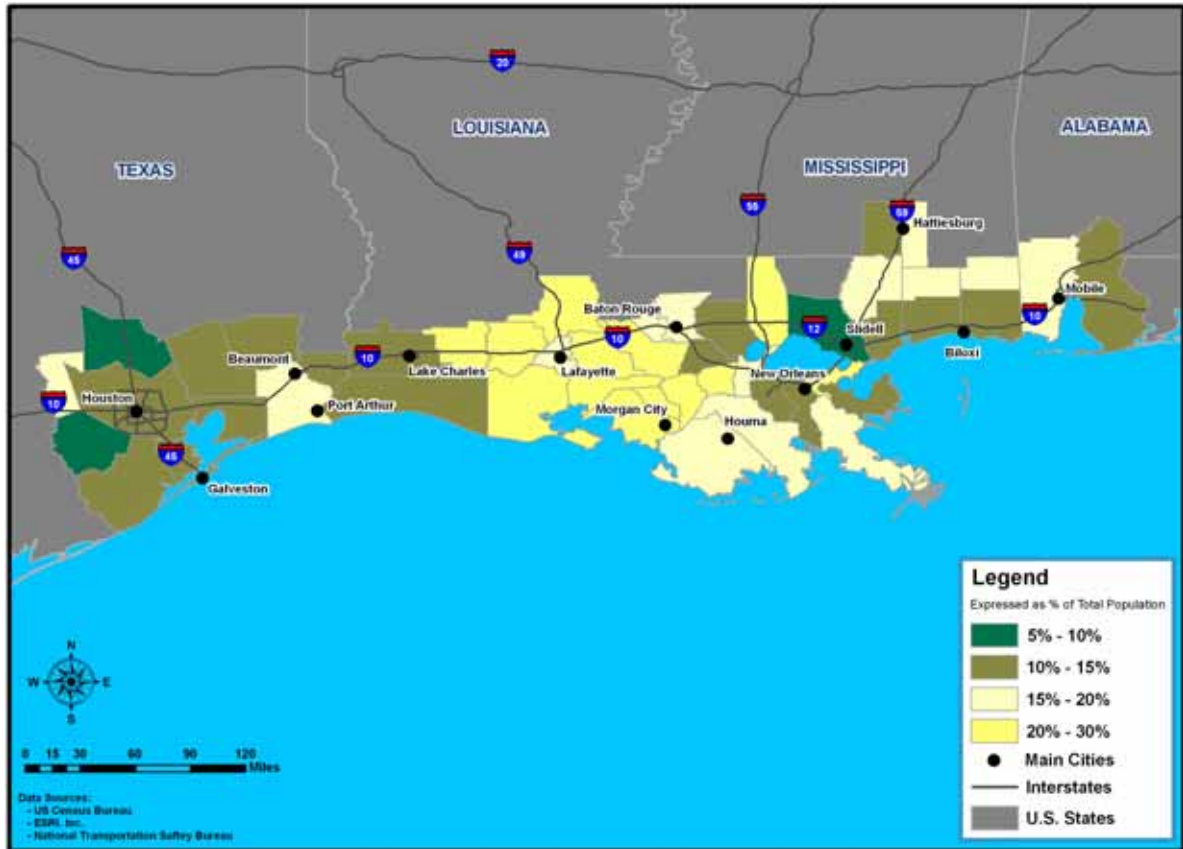 20
LOUISIANA
ALABAMA
TEXAS
MISSISSIPPI
55
59
Hattiesburg
45
49
Mobile
Baton Rouge
10
12
10
Slidell
Beaumont
10
Biloxi
Lake Charles
Lafayette
New Orleans
10
Houston
Port Arthur
Morgan City
Houma
45
Galveston
Legend
Expressed as % of Total Population
5% - 10%
10% - 15%
15% - 20%
20% - 30%
Main Cities
Interstates
U.S. States
N
W E
S
0 15 30 60 90 120
Miles
Data Sources:
- US Census Bureau
- ESRI, Inc.
- National Transportation Saftey Bureau